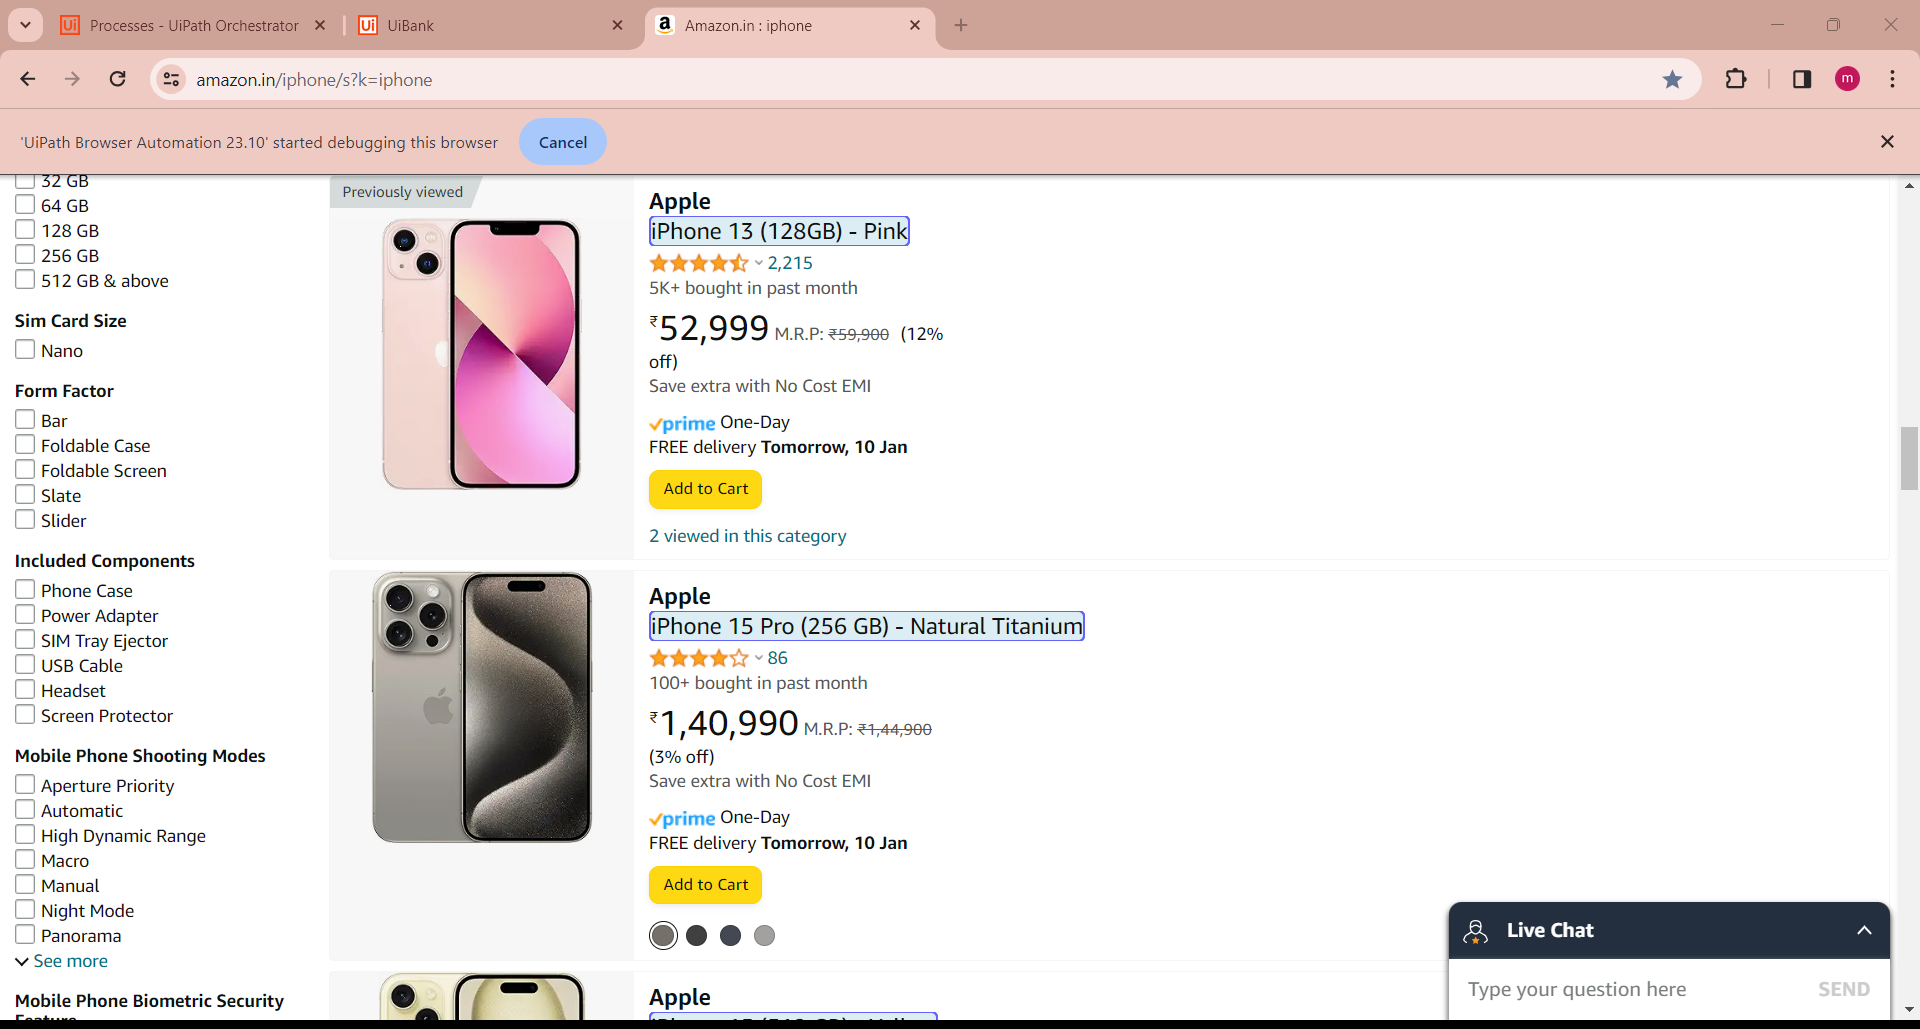 Processes - UiPath Orchestrator
UiBank
Amazon.in : iphone
amazon.in/iphone/s?k=iphone
m
'UiPath Browser Automation 23.10' started debugging this browser
Cancel
32 GB
64 GB
128 GB
256 GB
512 GB & above
Sim Card Size
Nano
Form Factor
Bar
Foldable Case
Foldable Screen
Slate
Slider
Included Components
Phone Case
Power Adapter
SIM Tray Ejector
USB Cable
Headset
Screen Protector
Mobile Phone Shooting Modes
Aperture Priority
Automatic
High Dynamic Range
Macro
Manual
Night Mode
Panorama
See more
Mobile Phone Biometric Security
Feature
Previously viewed
Apple
iPhone 13 (128GB) - Pink
2,215
5K+ bought in past month
₹52,999 M.R.P: ₹59,900 (12%
off)
Save extra with No Cost EMI
prime One-Day
FREE delivery Tomorrow, 10 Jan
Add to Cart
2 viewed in this category
Apple
iPhone 15 Pro (256 GB) - Natural Titanium
86
100+ bought in past month
₹1,40,990 M.R.P: ₹1,44,900
(3% off)
Save extra with No Cost EMI
prime One-Day
FREE delivery Tomorrow, 10 Jan
Add to Cart
Apple
Live Chat
Type your question here
SEND